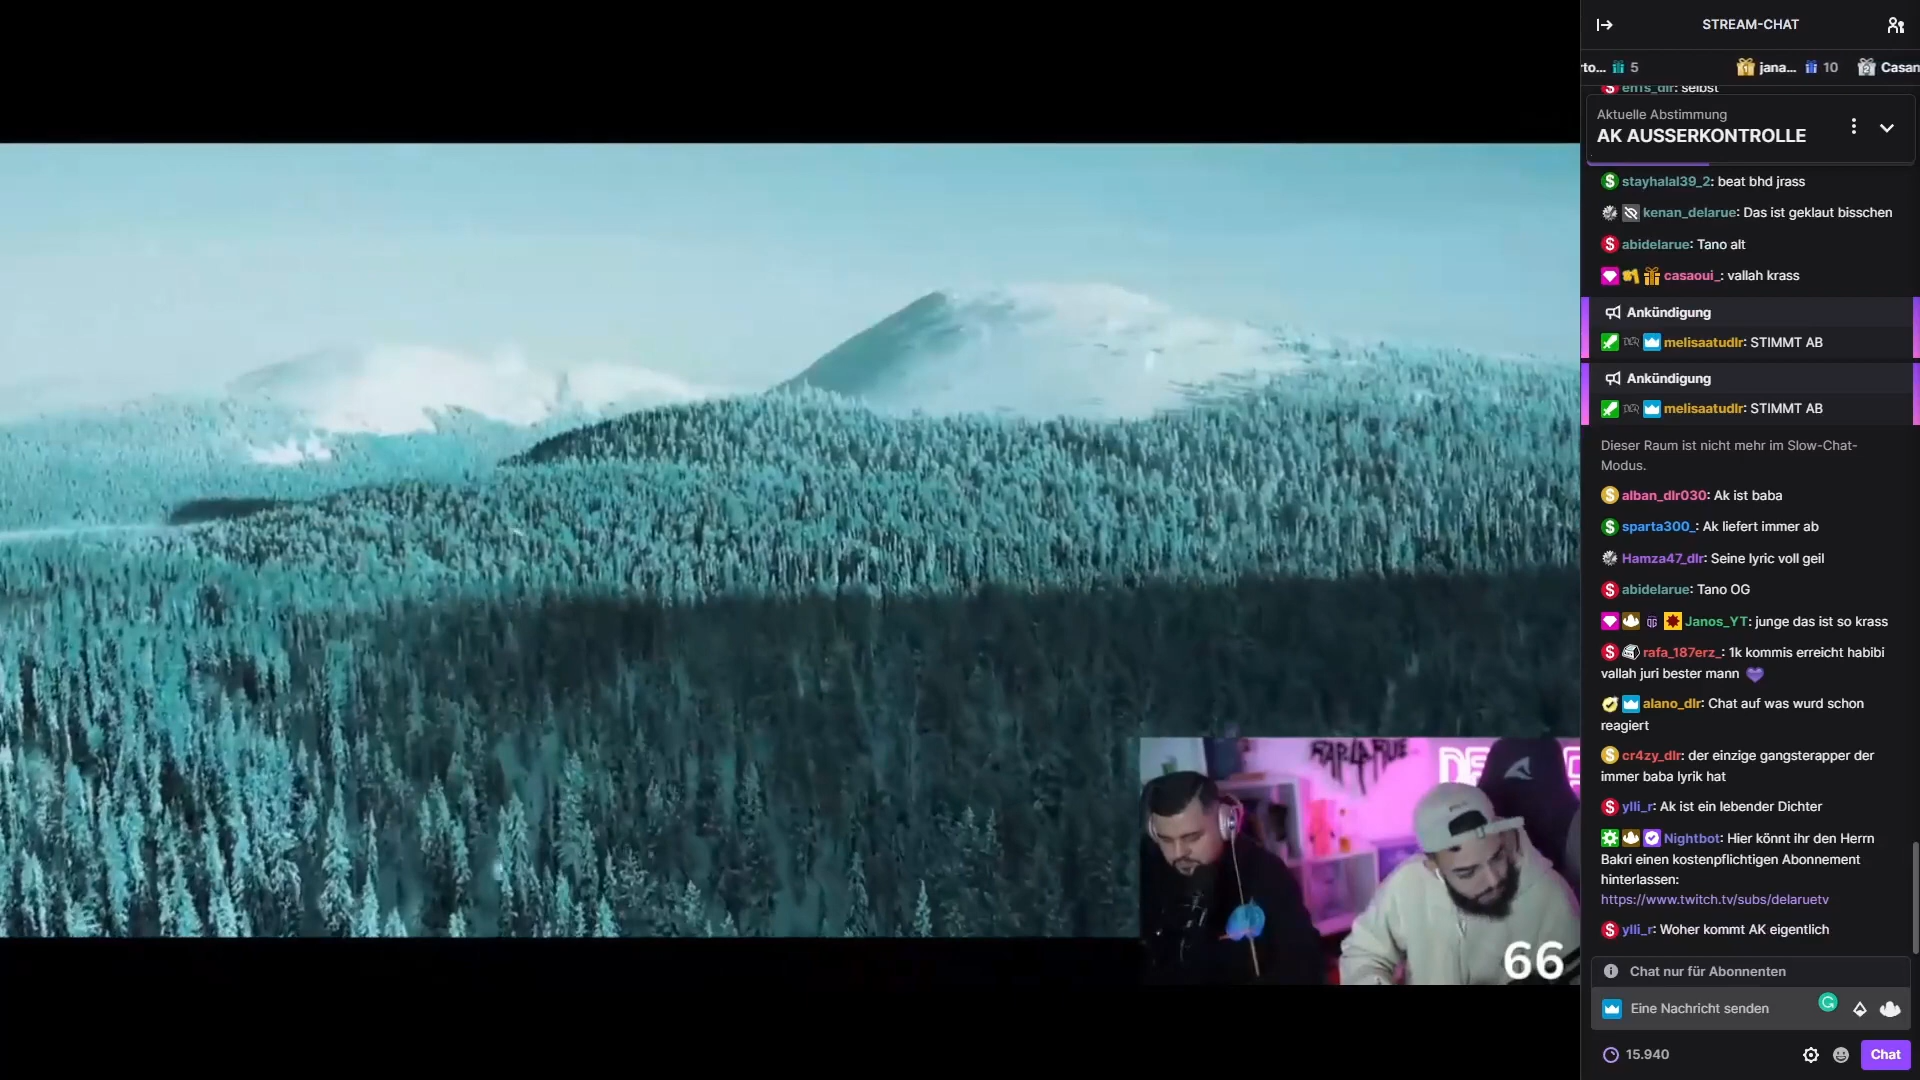 STREAM-CHAT
rto... 5
jana... 10
Casan
en1s_dlr: selbst
Aktuelle Abstimmung
AK AUSSERKONTROLLE
stayhalal39_2: beat bhd jrass
kenan_delarue: Das ist geklaut bisschen
abidelarue: Tano alt
casaoui_: vallah krass
Ankündigung
melisaatudlr: STIMMT AB
Ankündigung
melisaatudlr: STIMMT AB
Dieser Raum ist nicht mehr im Slow-Chat-
Modus.
alban_dlr030: Ak ist baba
sparta300_: Ak liefert immer ab
Hamza47_dlr: Seine lyric voll geil
abidelarue: Tano OG
Janos_YT: junge das ist so krass
rafa_187erz_: 1k kommis erreicht habibi
vallah juri bester mann
alano_dlr: Chat auf was wurd schon
reagiert
cr4zy_dlr: der einzige gangsterapper der
immer baba lyrik hat
ylli_r: Ak ist ein lebender Dichter
Nightbot: Hier könnt ihr den Herrn
Bakri einen kostenpflichtigen Abonnement
hinterlassen:
https://www.twitch.tv/subs/delaruetv
ylli_r: Woher kommt AK eigentlich
66
Chat nur für Abonnenten
Eine Nachricht senden
15.940
Chat